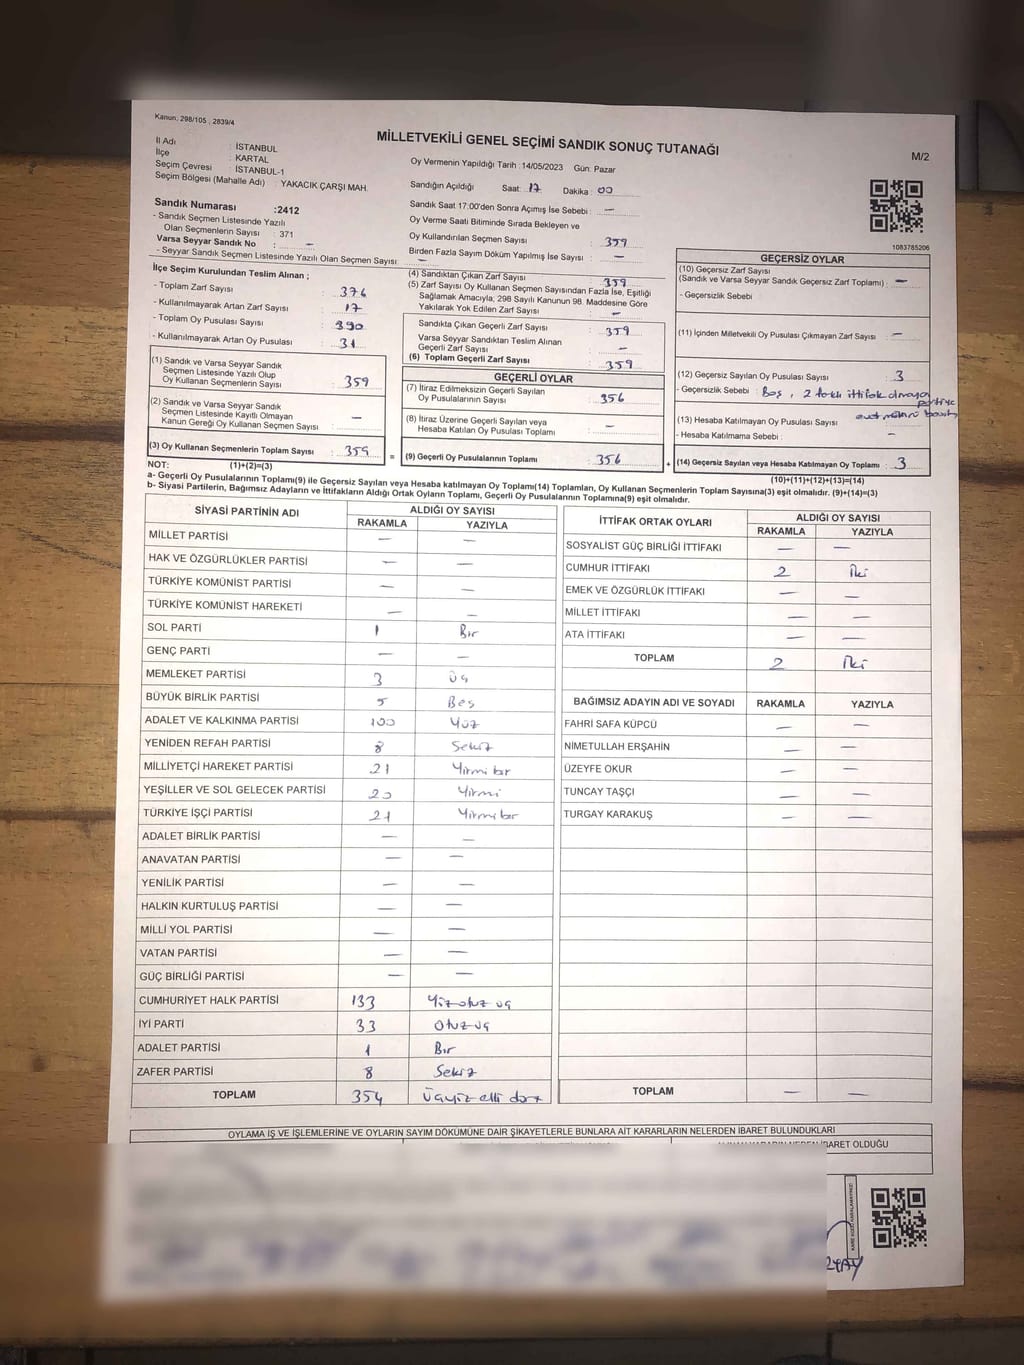 Kanun: 298/105 ; 2839/4
MİLLETVEKİLİ GENEL SEÇİMİ SANDIK SONUÇ TUTANAĞI
M/2
İl Adı : İSTANBUL
İlçe : KARTAL
Seçim Çevresi : İSTANBUL-1
Seçim Bölgesi (Mahalle Adı) : YAKACIK ÇARŞI MAH.
Oy Vermenin Yapıldığı Tarih :14/05/2023 Gün: Pazar
Sandığın Açıldığı Saat: 17 Dakika: 00
Sandık Saat 17:00'den Sonra Açımış İse Sebebi : —
Oy Verme Saati Bitiminde Sırada Bekleyen ve
Oy Kullandırılan Seçmen Sayısı : 359
Birden Fazla Sayım Döküm Yapılmış İse Sayısı : —
1083785206
Sandık Numarası :2412
- Sandık Seçmen Listesinde Yazılı
Olan Seçmenlerin Sayısı : 371
Varsa Seyyar Sandık No : —
- Seyyar Sandık Seçmen Listesinde Yazılı Olan Seçmen Sayısı: —
İlçe Seçim Kurulundan Teslim Alınan ;
- Toplam Zarf Sayısı : 376
- Kullanılmayarak Artan Zarf Sayısı : 17
- Toplam Oy Pusulası Sayısı : 390
- Kullanılmayarak Artan Oy Pusulası : 31
(1) Sandık ve Varsa Seyyar Sandık
Seçmen Listesinde Yazılı Olup
Oy Kullanan Seçmenlerin Sayısı : 359
(2) Sandık ve Varsa Seyyar Sandık
Seçmen Listesinde Kayıtlı Olmayan
Kanun Gereği Oy Kullanan Seçmen Sayısı : —
(3) Oy Kullanan Seçmenlerin Toplam Sayısı : 359
(4) Sandıktan Çıkan Zarf Sayısı : 359
(5) Zarf Sayısı Oy Kullanan Seçmen Sayısından Fazla İse, Eşitliği
Sağlamak Amacıyla, 298 Sayılı Kanunun 98. Maddesine Göre
Yakılarak Yok Edilen Zarf Sayısı : —
Sandıkta Çıkan Geçerli Zarf Sayısı : 359
Varsa Seyyar Sandıktan Teslim Alınan
Geçerli Zarf Sayısı : —
(6) Toplam Geçerli Zarf Sayısı : 359
GEÇERLİ OYLAR
(7) İtiraz Edilmeksizin Geçerli Sayılan
Oy Pusulalarının Sayısı : 356
(8) İtiraz Üzerine Geçerli Sayılan veya
Hesaba Katılan Oy Pusulası Toplamı : —
= (9) Geçerli Oy Pusulalarının Toplamı : 356
GEÇERSİZ OYLAR
(10) Geçersiz Zarf Sayısı
(Sandık ve Varsa Seyyar Sandık Geçersiz Zarf Toplamı) : —
- Geçersizlik Sebebi :
(11) İçinden Milletvekili Oy Pusulası Çıkmayan Zarf Sayısı : —
(12) Geçersiz Sayılan Oy Pusulası Sayısı : 3
- Geçersizlik Sebebi : Boş, 2 farklı ittifak olmayan
partiye
(13) Hesaba Katılmayan Oy Pusulası Sayısı : —
- Hesaba Katılmama Sebebi :
+ (14) Geçersiz Sayılan veya Hesaba Katılmayan Oy Toplamı : 3
NOT: (1)+(2)=(3)
(10)+(11)+(12)+(13)=(14)
a- Geçerli Oy Pusulalarının Toplamı(9) ile Geçersiz Sayılan veya Hesaba Katılmayan Oy Toplamı(14) Toplamları, Oy Kullanan Seçmenlerin Toplam Sayısına(3) eşit olmalıdır. (9)+(14)=(3)
b- Siyasi Partilerin, Bağımsız Adayların ve İttifakların Aldığı Ortak Oyların Toplamı, Geçerli Oy Pusulalarının Toplamına(9) eşit olmalıdır.
SİYASİ PARTİNİN ADI ALDIĞI OY SAYISI
RAKAMLA YAZIYLA
MİLLET PARTİSİ — —
HAK VE ÖZGÜRLÜKLER PARTİSİ — —
TÜRKİYE KOMÜNİST PARTİSİ — —
TÜRKİYE KOMÜNİST HAREKETİ — —
SOL PARTİ 1 Bir
GENÇ PARTİ — —
MEMLEKET PARTİSİ 3 Üç
BÜYÜK BİRLİK PARTİSİ 5 Beş
ADALET VE KALKINMA PARTİSİ 100 Yüz
YENİDEN REFAH PARTİSİ 8 Sekiz
MİLLİYETÇİ HAREKET PARTİSİ 21 Yirmi bir
YEŞİLLER VE SOL GELECEK PARTİSİ 20 Yirmi
TÜRKİYE İŞÇİ PARTİSİ 21 Yirmi bir
ADALET BİRLİK PARTİSİ — —
ANAVATAN PARTİSİ — —
YENİLİK PARTİSİ — —
HALKIN KURTULUŞ PARTİSİ — —
MİLLİ YOL PARTİSİ — —
VATAN PARTİSİ — —
GÜÇ BİRLİĞİ PARTİSİ — —
CUMHURİYET HALK PARTİSİ 133 Yüz otuz üç
İYİ PARTİ 33 Otuz üç
ADALET PARTİSİ 1 Bir
ZAFER PARTİSİ 8 Sekiz
TOPLAM 354 Üçyüz elli dört
İTTİFAK ORTAK OYLARI ALDIĞI OY SAYISI
RAKAMLA YAZIYLA
SOSYALİST GÜÇ BİRLİĞİ İTTİFAKI — —
CUMHUR İTTİFAKI 2 İki
EMEK VE ÖZGÜRLÜK İTTİFAKI — —
MİLLET İTTİFAKI — —
ATA İTTİFAKI — —
TOPLAM 2 İki
BAĞIMSIZ ADAYIN ADI VE SOYADI RAKAMLA YAZIYLA
FAHRİ SAFA KÜPCÜ — —
NİMETULLAH ERŞAHİN — —
ÜZEYFE OKUR — —
TUNCAY TAŞÇI — —
TURGAY KARAKUŞ — —
TOPLAM — —
OYLAMA İŞ VE İŞLEMLERİNE VE OYLARIN SAYIM DÖKÜMÜNE DAİR ŞİKAYETLERLE BUNLARA AİT KARARLARIN NELERDEN İBARET BULUNDUKLARI
İBARET OLDUĞU